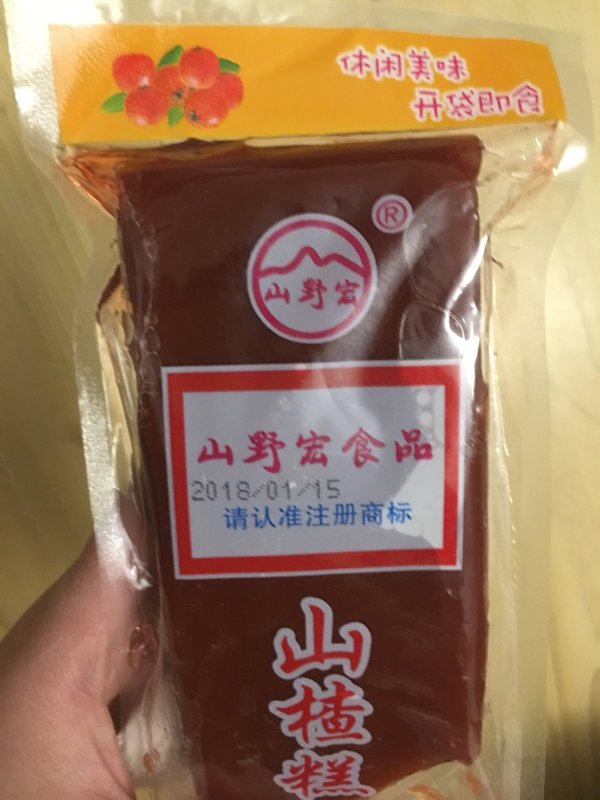 休闲美味
开袋即食
®
山野宏
山野宏食品
2018/01/15
请认准注册商标
山
楂
糕